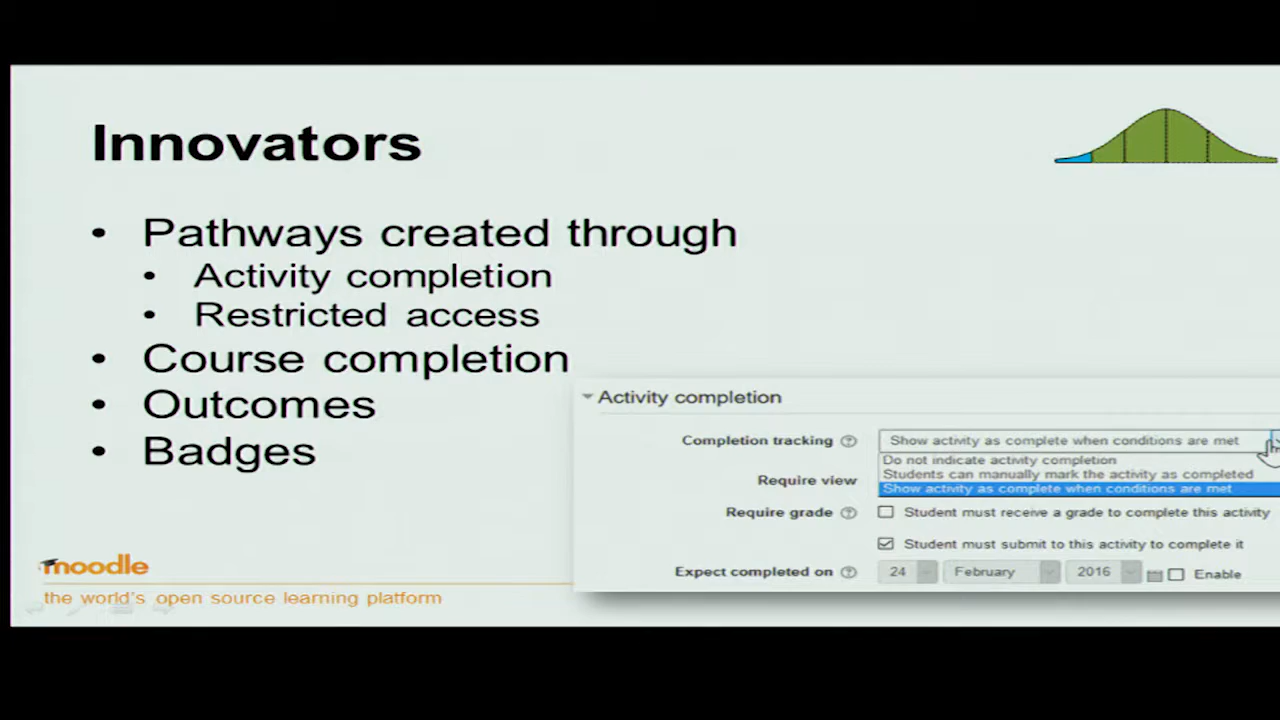 Innovators
• Pathways created through
• Activity completion
• Restricted access
• Course completion
• Outcomes
• Badges
Activity completion
Completion tracking Show activity as complete when conditions are met
Do not indicate activity completion
Students can manually mark the activity as completed
Show activity as complete when conditions are met
Require view
Require grade Student must receive a grade to complete this activity
Student must submit to this activity to complete it
Expect completed on 24 February 2016 Enable
moodle
the world's open source learning platform